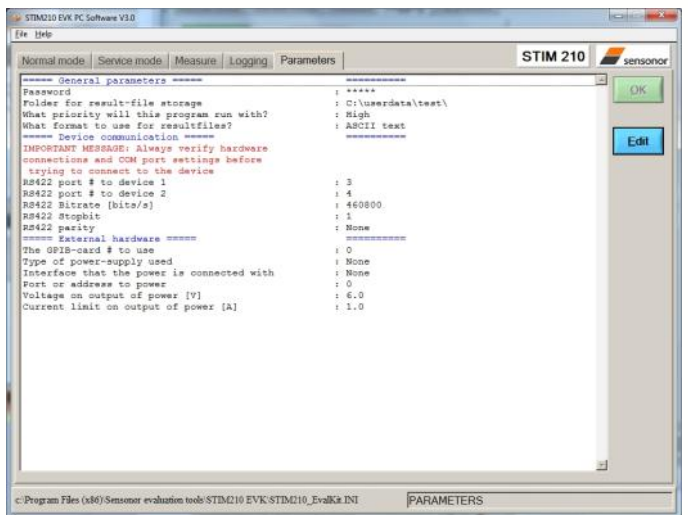 STIM210 EVK PC Software V3.0
File Help
Normal mode Service mode Measure Logging Parameters STIM 210 sensonor
===== General parameters ===== ==========
Password : *****
Folder for result-file storage : C:\userdata\test\
What priority will this program run with? : High
What format to use for resultfiles? : ASCII text
===== Device communication ===== ==========
IMPORTANT MESSAGE: Always verify hardware
connections and COM port settings before
trying to connect to the device
RS422 port # to device 1 : 3
RS422 port # to device 2 : 4
RS422 Bitrate [bits/s] : 460800
RS422 Stopbit : 1
RS422 parity : None
===== External hardware ===== ==========
The GPIB-card # to use : 0
Type of power-supply used : None
Interface that the power is connected with : None
Port or address to power : 0
Voltage on output of power [V] : 6.0
Current limit on output of power [A] : 1.0
OK
Edit
c:\Program Files (x86)\Sensonor evaluation tools\STIM210 EVK\STIM210_EvalKit.INI PARAMETERS